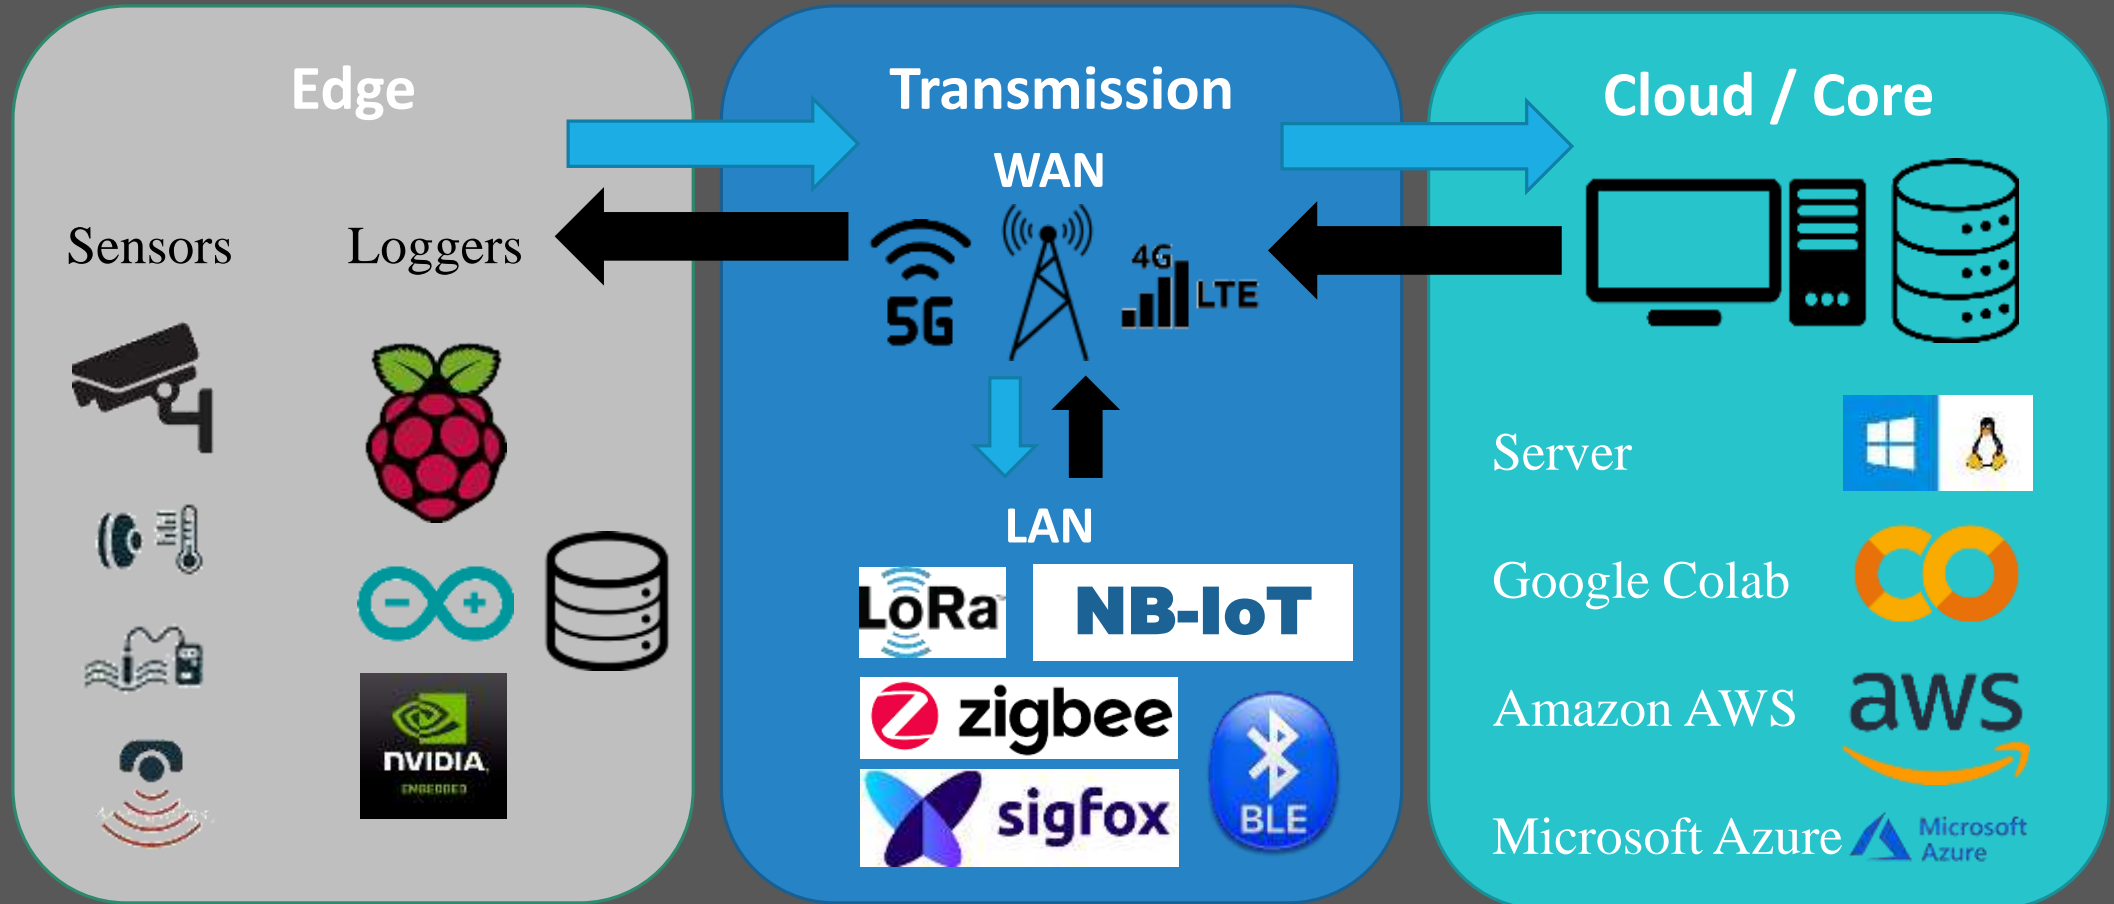 Edge
Sensors
Loggers
NVIDIA
EMBEDDED
Transmission
WAN
5G
4G
LTE
LAN
LoRa
NB-IoT
zigbee
sigfox
BLE
Cloud / Core
Server
Google Colab
Amazon AWS
aws
Microsoft Azure
Microsoft
Azure